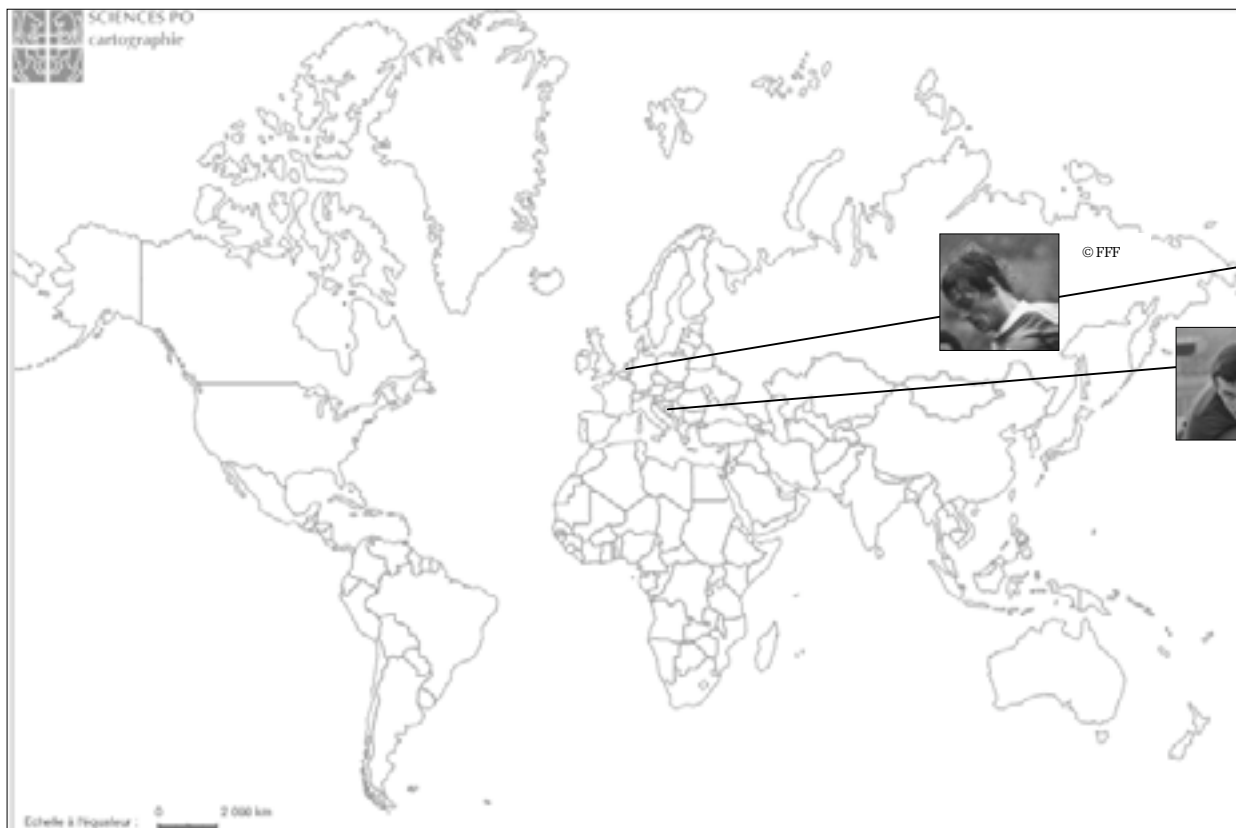 SCIENCES PO
cartographie
© FFF
Echelle à l'équateur :
0 2 000 km